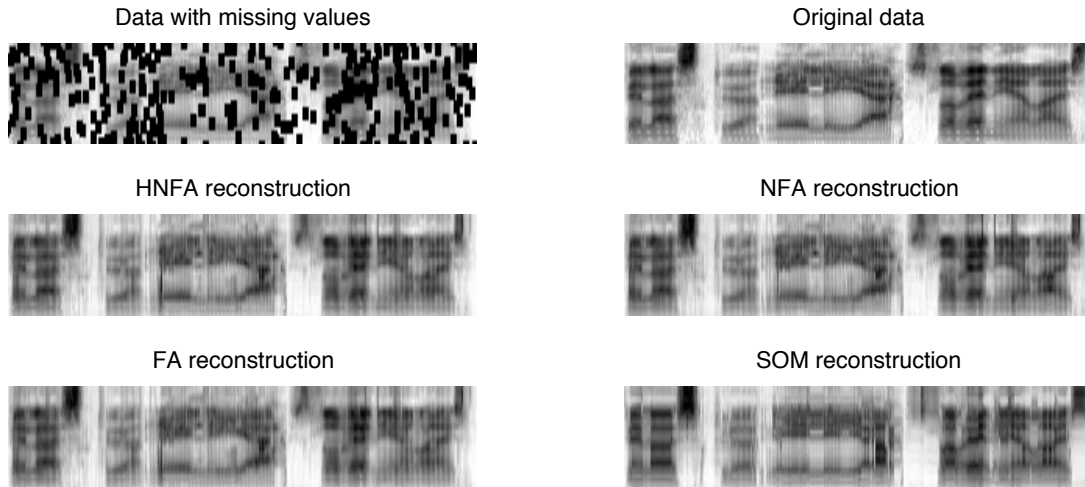 Data with missing values
Original data
HNFA reconstruction
NFA reconstruction
FA reconstruction
SOM reconstruction